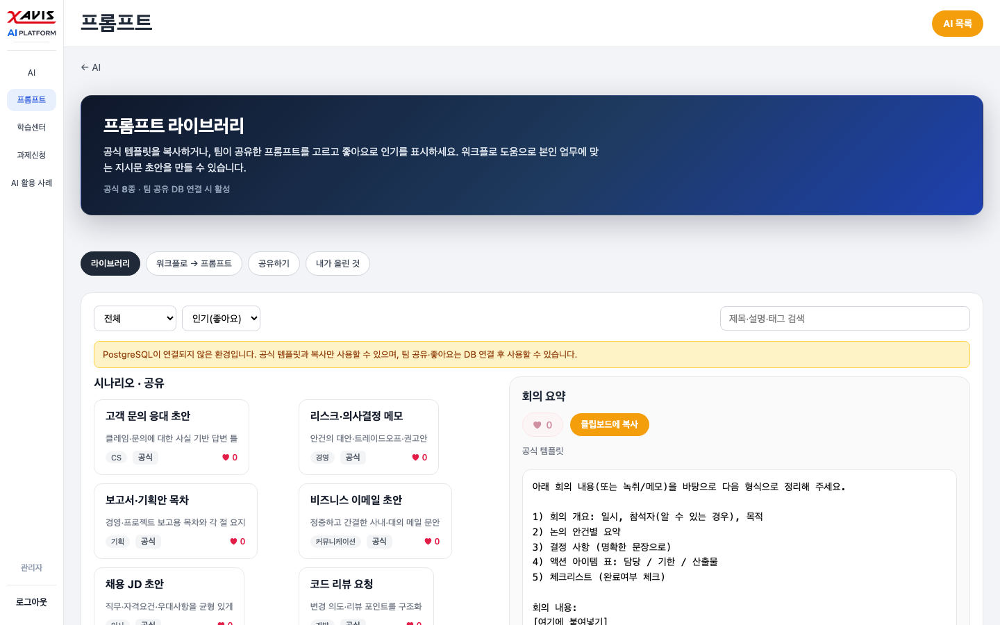 XAVIS
AI PLATFORM
AI
프롬프트
학습센터
과제신청
AI 활용 사례
관리자
로그아웃
프롬프트
AI 목록
← AI
프롬프트 라이브러리
공식 템플릿을 복사하거나, 팀이 공유한 프롬프트를 고르고 좋아요로 인기를 표시하세요. 워크플로 도움으로 본인 업무에 맞
는 지시문 초안을 만들 수 있습니다.
공식 8종 · 팀 공유 DB 연결 시 활성
라이브러리
워크플로 → 프롬프트
공유하기
내가 올린 것
전체
인기(좋아요)
제목·설명·태그 검색
PostgreSQL이 연결되지 않은 환경입니다. 공식 템플릿과 복사만 사용할 수 있으며, 팀 공유·좋아요는 DB 연결 후 사용할 수 있습니다.
시나리오 · 공유
고객 문의 응대 초안
클레임·문의에 대한 사실 기반 답변 틀
CS 공식 ♥ 0
리스크·의사결정 메모
안건의 대안·트레이드오프·권고안
경영 공식 ♥ 0
보고서·기획안 목차
경영·프로젝트 보고용 목차와 각 절 요지
기획 공식 ♥ 0
비즈니스 이메일 초안
정중하고 간결한 사내·대외 메일 문안
커뮤니케이션 공식 ♥ 0
채용 JD 초안
직무·자격요건·우대사항을 균형 있게
인사 공식 ♥ 0
코드 리뷰 요청
변경 의도·리뷰 포인트를 구조화
개발 공식 ♥ 0
회의 요약
♥ 0
클립보드에 복사
공식 템플릿
아래 회의 내용(또는 녹취/메모)을 바탕으로 다음 형식으로 정리해 주세요.
1) 회의 개요: 일시, 참석자(알 수 있는 경우), 목적
2) 논의 안건별 요약
3) 결정 사항 (명확한 문장으로)
4) 액션 아이템 표: 담당 / 기한 / 산출물
5) 체크리스트 (완료여부 체크)
회의 내용:
[여기에 붙여넣기]